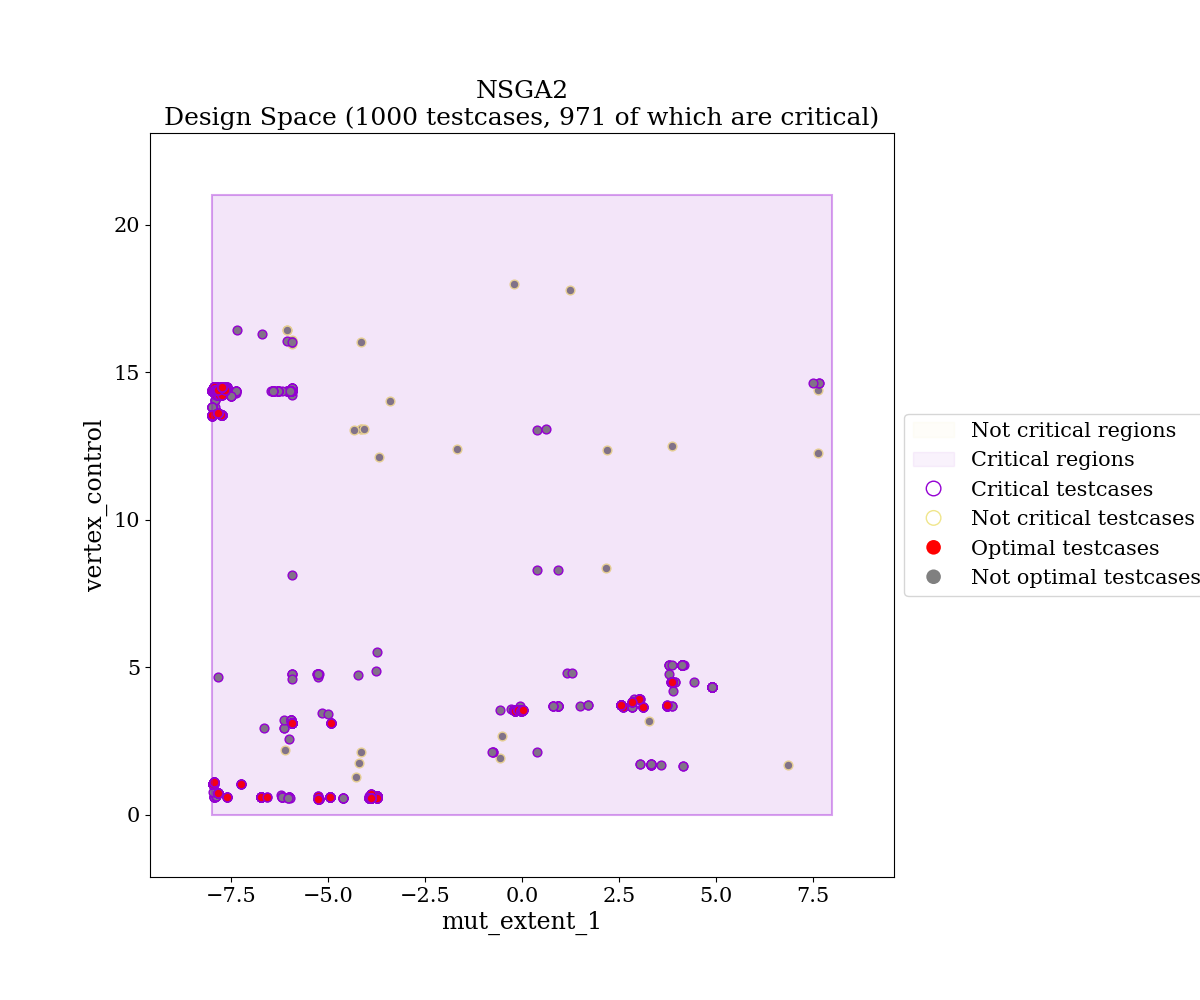 NSGA2
Design Space (1000 testcases, 971 of which are critical)
20
15
10
5
0
vertex_control
−7.5
−5.0
−2.5
0.0
2.5
5.0
7.5
mut_extent_1
Not critical regions
Critical regions
Critical testcases
Not critical testcases
Optimal testcases
Not optimal testcases